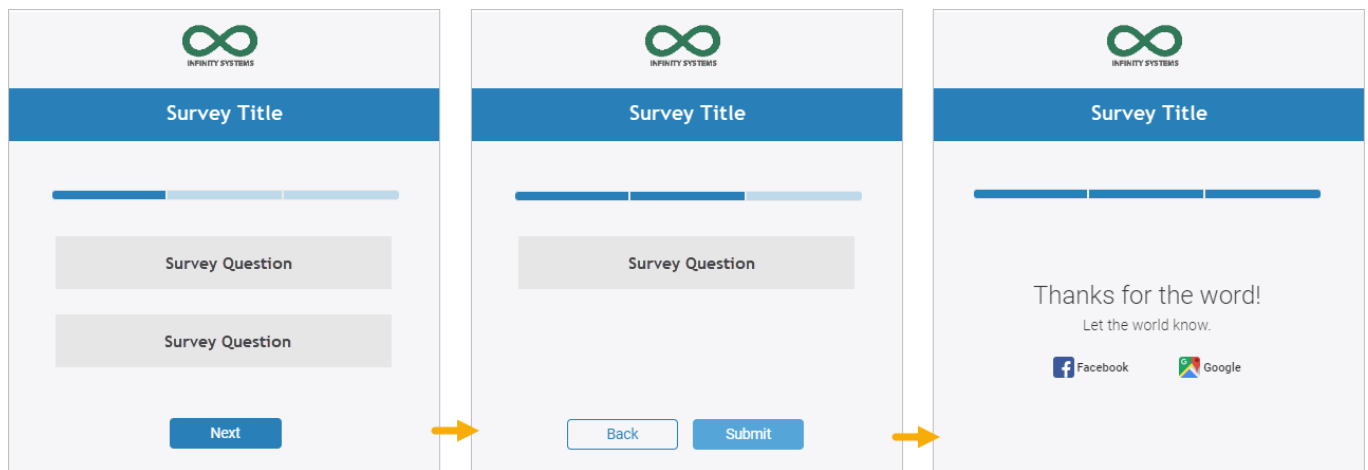 INFINITY SYSTEMS
Survey Title
Survey Question
Survey Question
Next
INFINITY SYSTEMS
Survey Title
Survey Question
Back
Submit
INFINITY SYSTEMS
Survey Title
Thanks for the word!
Let the world know.
Facebook
Google